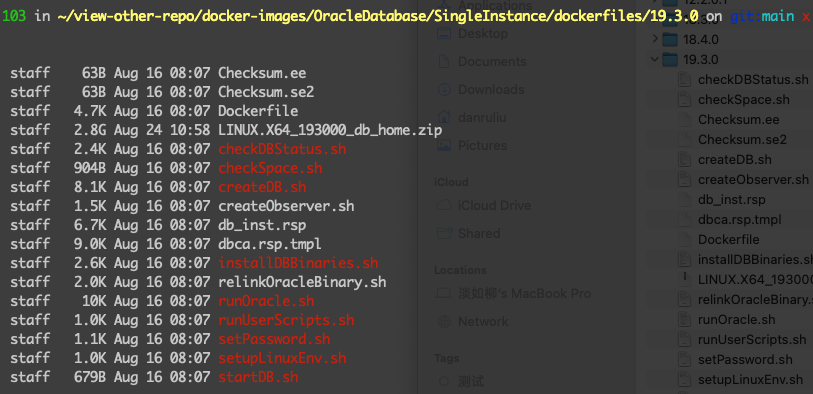 103 in ~/view-other-repo/docker-images/OracleDatabase/SingleInstance/dockerfiles/19.3.0 on git:main x
staff 63B Aug 16 08:07 Checksum.ee
staff 63B Aug 16 08:07 Checksum.se2
staff 4.7K Aug 16 08:07 Dockerfile
staff 2.8G Aug 24 10:58 LINUX.X64_193000_db_home.zip
staff 2.4K Aug 16 08:07 checkDBStatus.sh
staff 904B Aug 16 08:07 checkSpace.sh
staff 8.1K Aug 16 08:07 createDB.sh
staff 1.5K Aug 16 08:07 createObserver.sh
staff 6.7K Aug 16 08:07 db_inst.rsp
staff 9.0K Aug 16 08:07 dbca.rsp.tmpl
staff 2.6K Aug 16 08:07 installDBBinaries.sh
staff 2.0K Aug 16 08:07 relinkOracleBinary.sh
staff 10K Aug 16 08:07 runOracle.sh
staff 1.0K Aug 16 08:07 runUserScripts.sh
staff 1.1K Aug 16 08:07 setPassword.sh
staff 1.0K Aug 16 08:07 setupLinuxEnv.sh
staff 679B Aug 16 08:07 startDB.sh
Applications
Desktop
Documents
Downloads
danruliu
Pictures
iCloud
iCloud Drive
Shared
Locations
淡如柳's MacBook Pro
Network
Tags
测试
12.2.0.1
18.4.0
19.3.0
checkDBStatus.sh
checkSpace.sh
Checksum.ee
Checksum.se2
createDB.sh
createObserver.sh
db_inst.rsp
dbca.rsp.tmpl
Dockerfile
installDBBinaries.sh
LINUX.X64_19300
relinkOracleBinary.
runOracle.sh
runUserScripts.sh
setPassword.sh
setupLinuxEnv.sh